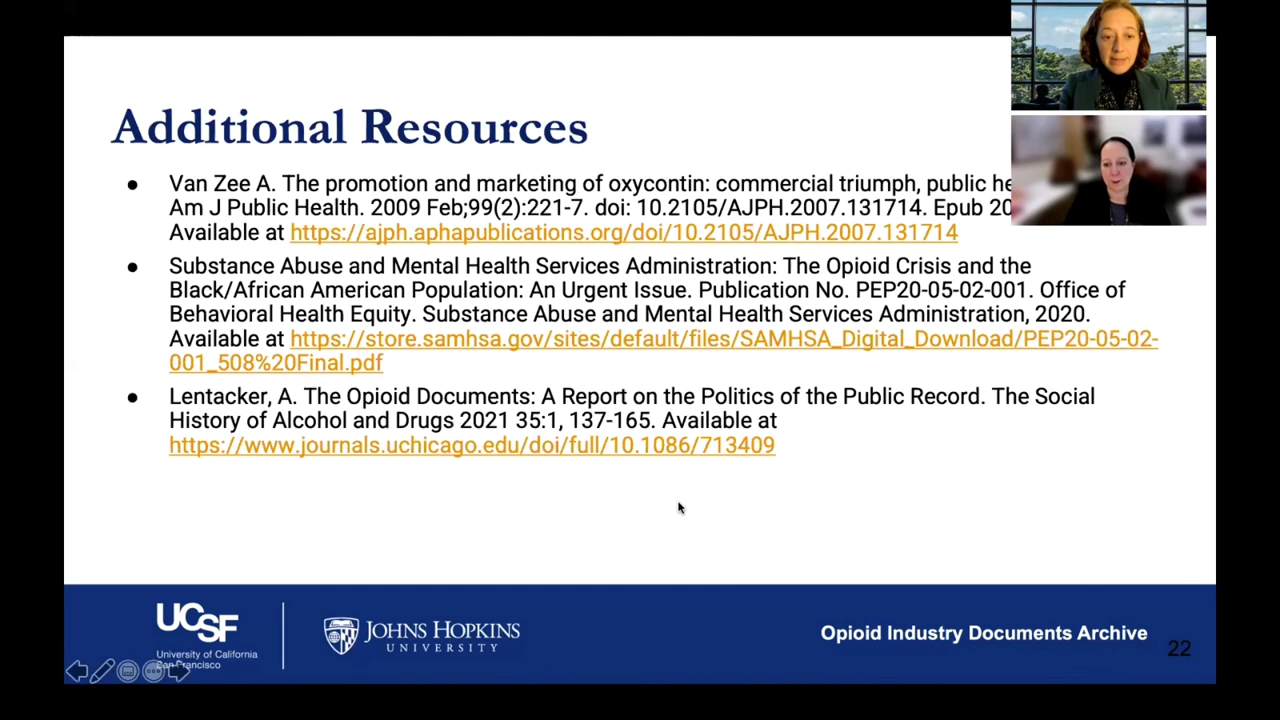 Additional Resources
● Van Zee A. The promotion and marketing of oxycontin: commercial triumph, public
Am J Public Health. 2009 Feb;99(2):221-7. doi: 10.2105/AJPH.2007.131714. Epub
Available at https://ajph.aphapublications.org/doi/10.2105/AJPH.2007.131714
● Substance Abuse and Mental Health Services Administration: The Opioid Crisis and the
Black/African American Population: An Urgent Issue. Publication No. PEP20-05-02-001. Office of
Behavioral Health Equity. Substance Abuse and Mental Health Services Administration, 2020.
Available at https://store.samhsa.gov/sites/default/files/SAMHSA_Digital_Download/PEP20-05-02-
001_508%20Final.pdf
● Lentacker, A. The Opioid Documents: A Report on the Politics of the Public Record. The Social
History of Alcohol and Drugs 2021 35:1, 137-165. Available at
https://www.journals.uchicago.edu/doi/full/10.1086/713409
UCSF
University of California
San Francisco
JOHNS HOPKINS
UNIVERSITY
Opioid Industry Documents Archive
22